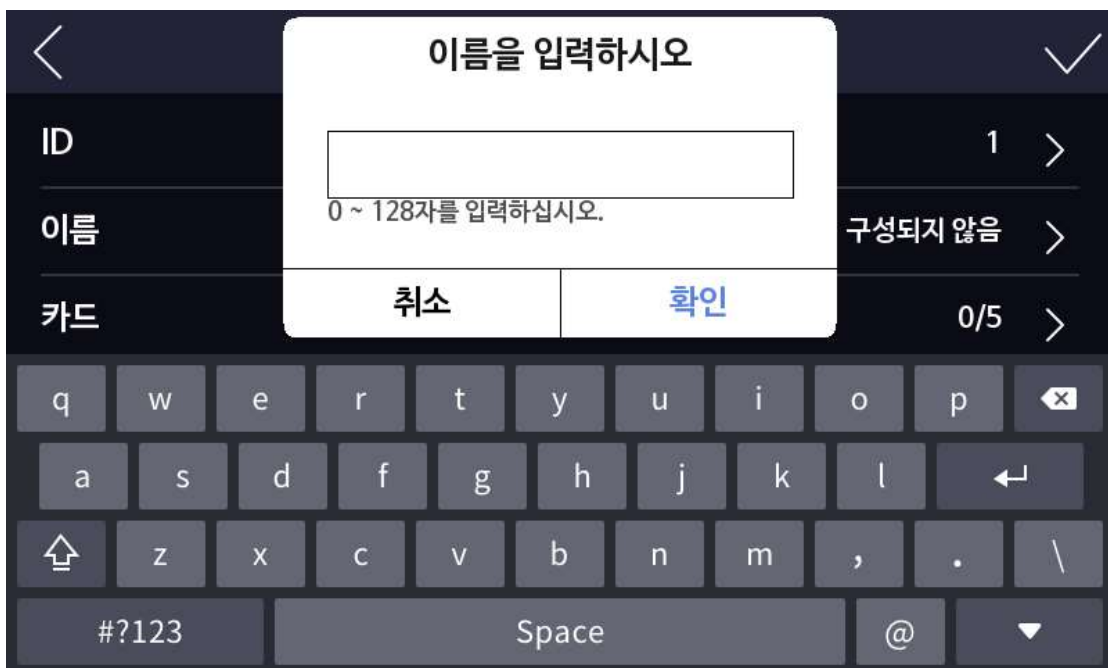 이름을 입력하시오
ID
1
0 ~ 128자를 입력하십시오.
이름
구성되지 않음
카드
취소
확인
0/5
q w e r t y u i o p
a s d f g h j k l
z x c v b n m , . \
#?123 Space @